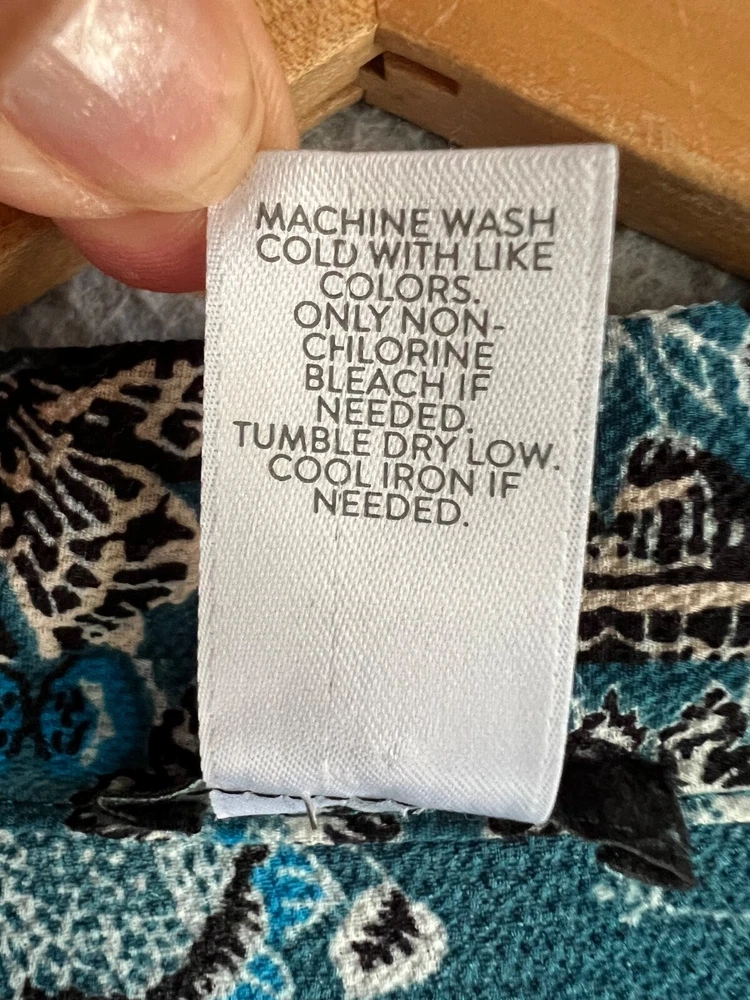 MACHINE WASH
COLD WITH LIKE
COLORS.
ONLY NON-
CHLORINE
BLEACH IF
NEEDED.
TUMBLE DRY LOW.
COOL IRON IF
NEEDED.